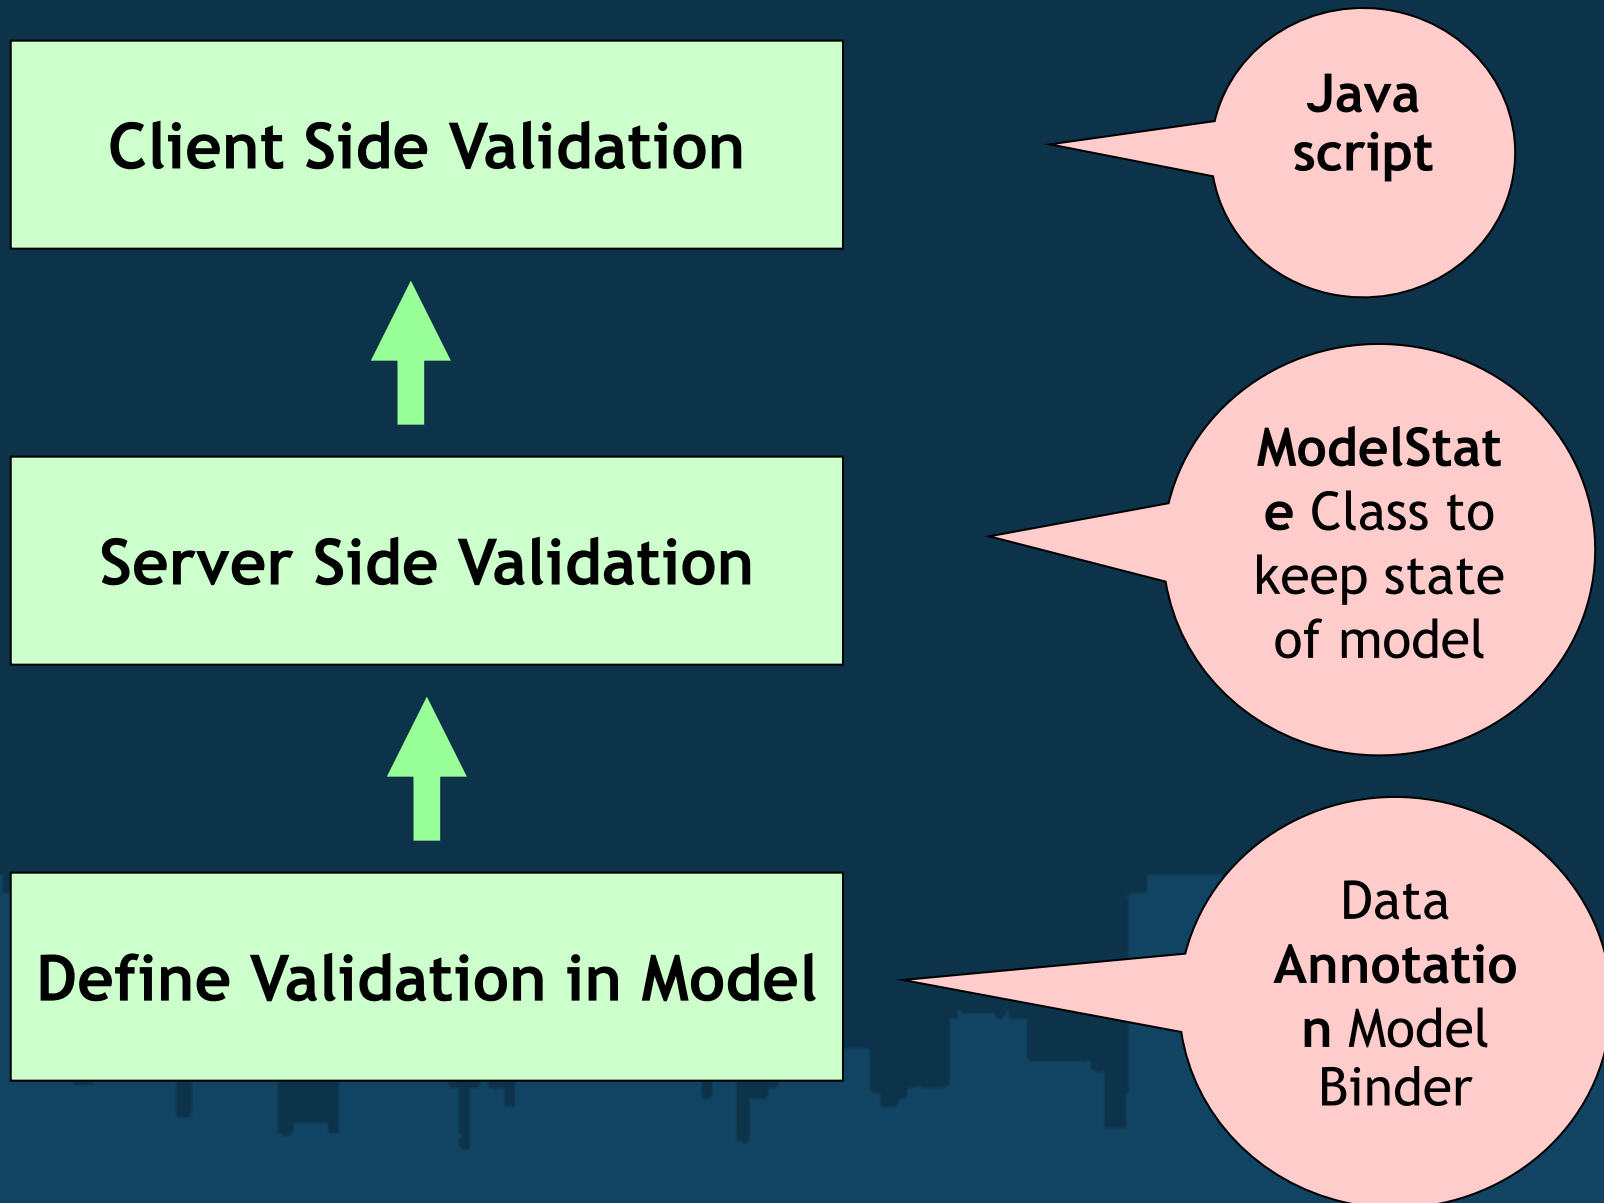 Client Side Validation
Java
script
Server Side Validation
ModelStat
e Class to
keep state
of model
Define Validation in Model
Data
Annotatio
n Model
Binder